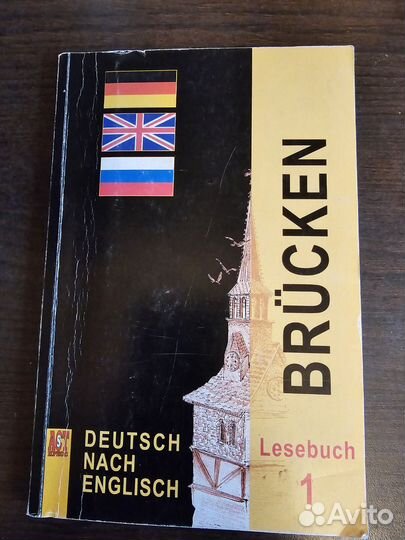 BRÜCKEN
Lesebuch
1
DEUTSCH
NACH
ENGLISCH
Avito